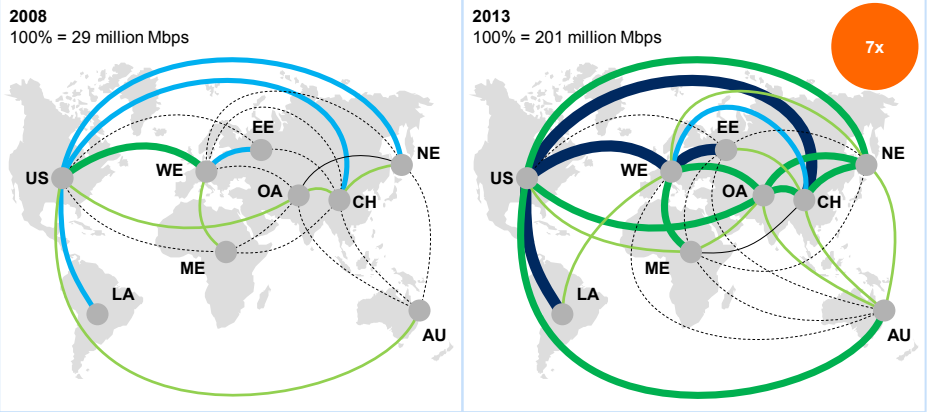 2008
100% = 29 million Mbps
EE
NE
WE
US
OA
CH
ME
LA
AU
2013
100% = 201 million Mbps
7x
EE
NE
WE
US
OA
CH
ME
LA
AU